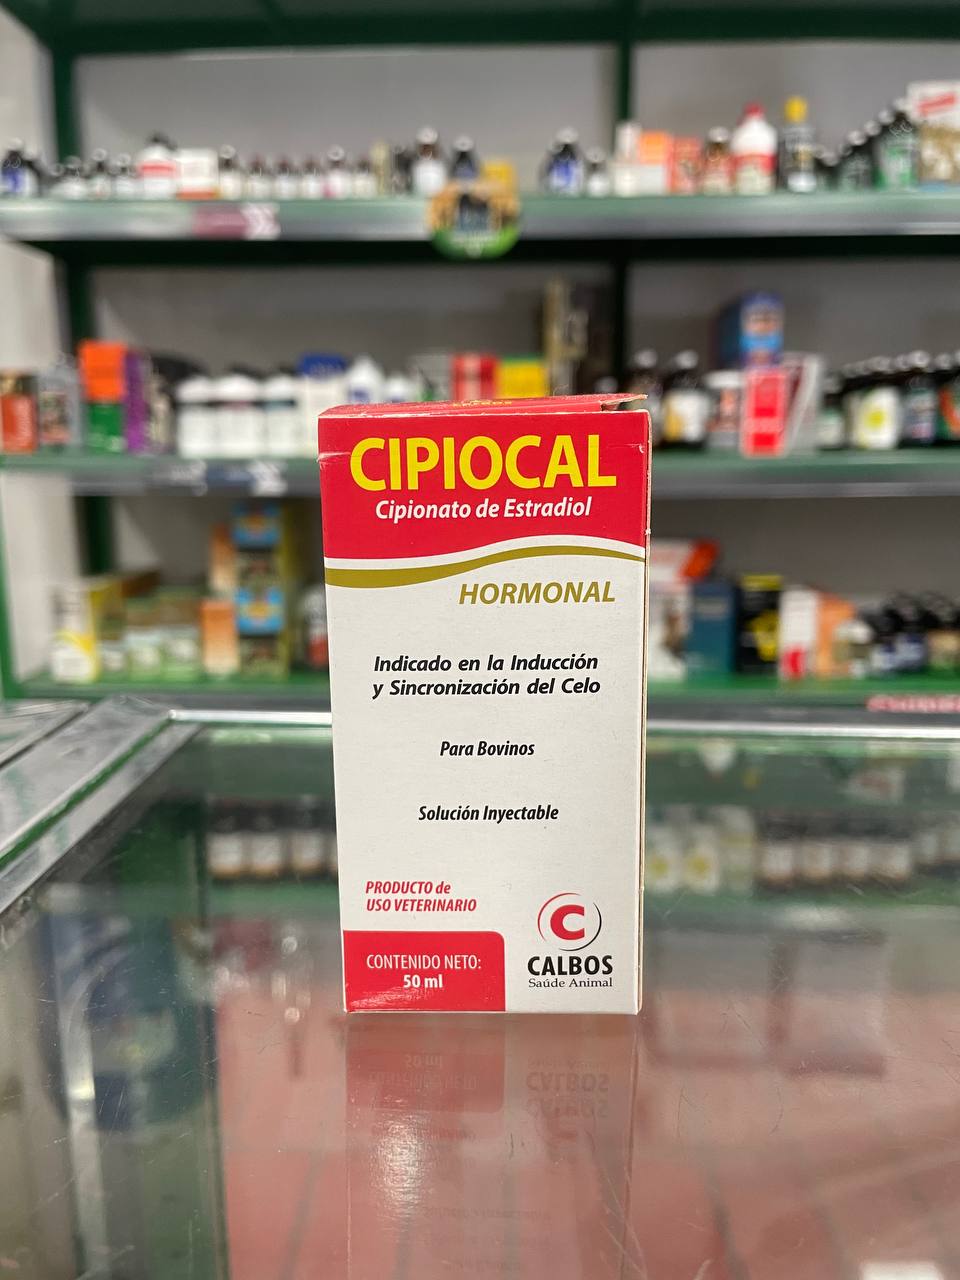 CIPIOCAL
Cipionato de Estradiol
HORMONAL
Indicado en la Inducción
y Sincronización del Celo
Para Bovinos
Solución Inyectable
PRODUCTO de
USO VETERINARIO
CONTENIDO NETO:
50 ml
C
CALBOS
Saúde Animal